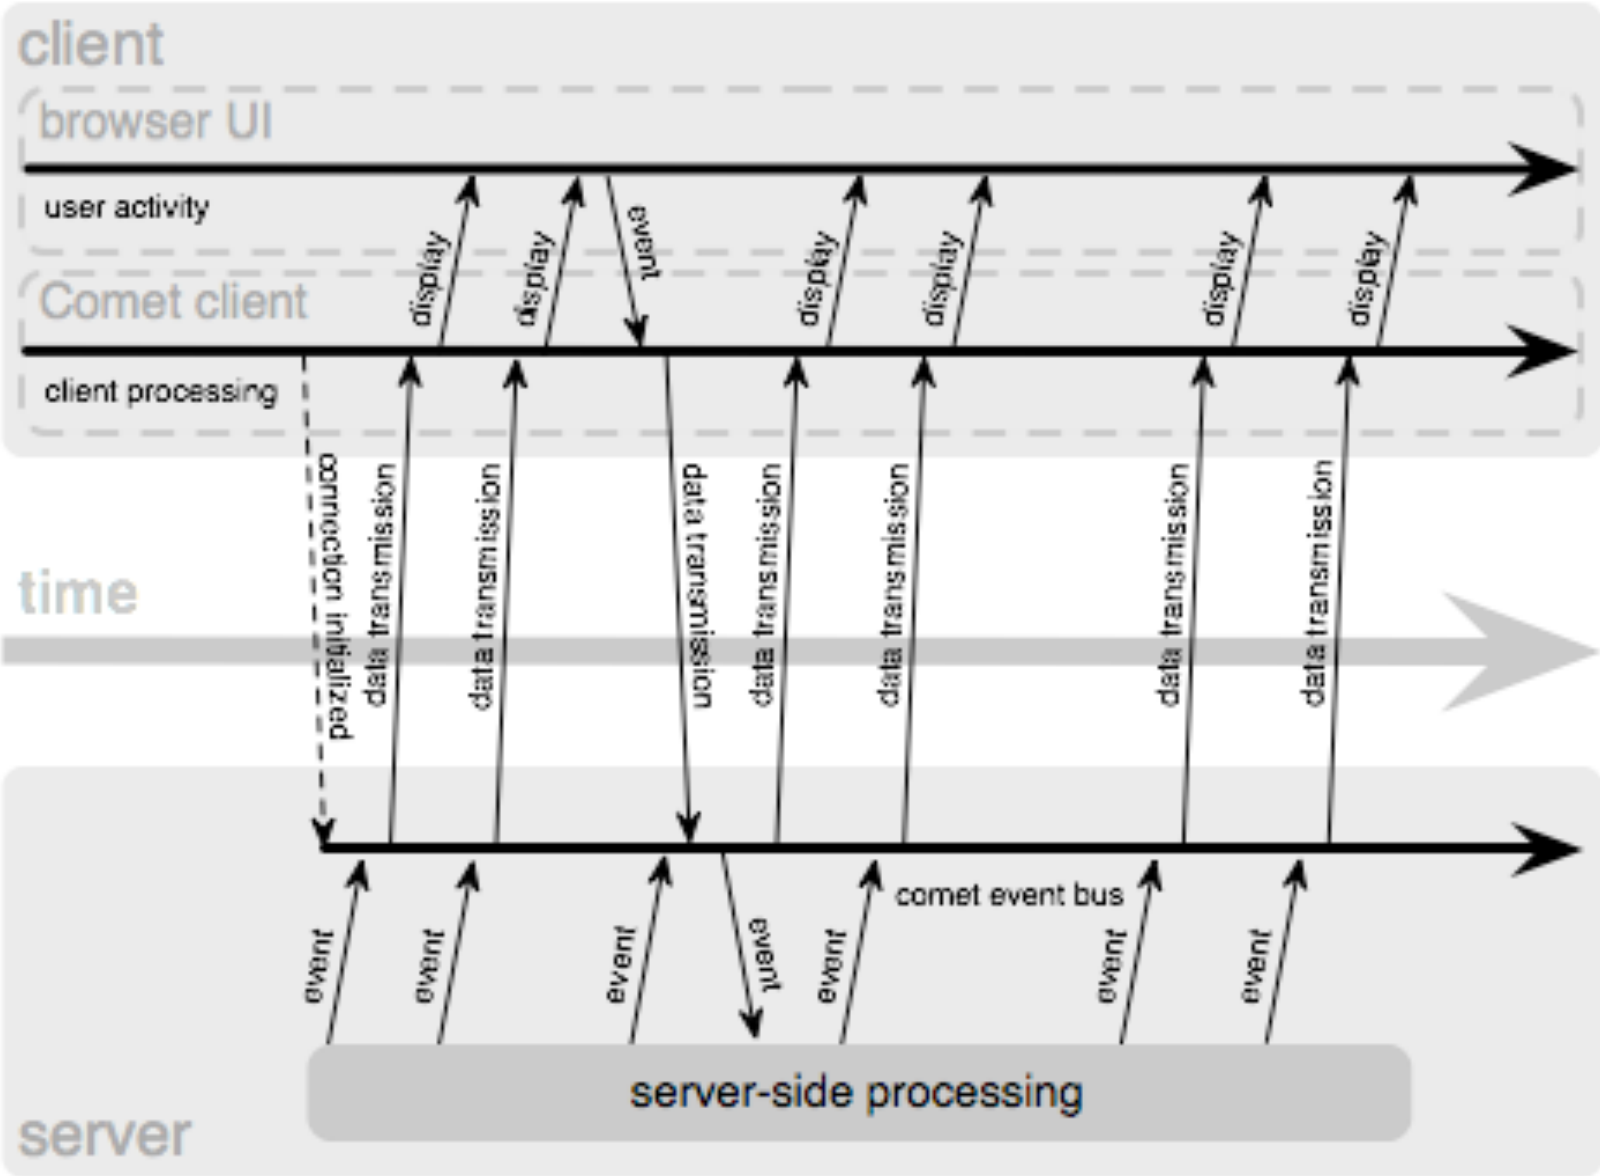 client
browser UI
user activity
display
display
event
display
display
display
display
Comet client
client processing
connection initialized
data transmission
data transmission
data transmission
data transmission
data transmission
data transmission
data transmission
time
comet event bus
event
event
event
event
event
event
event
server-side processing
server